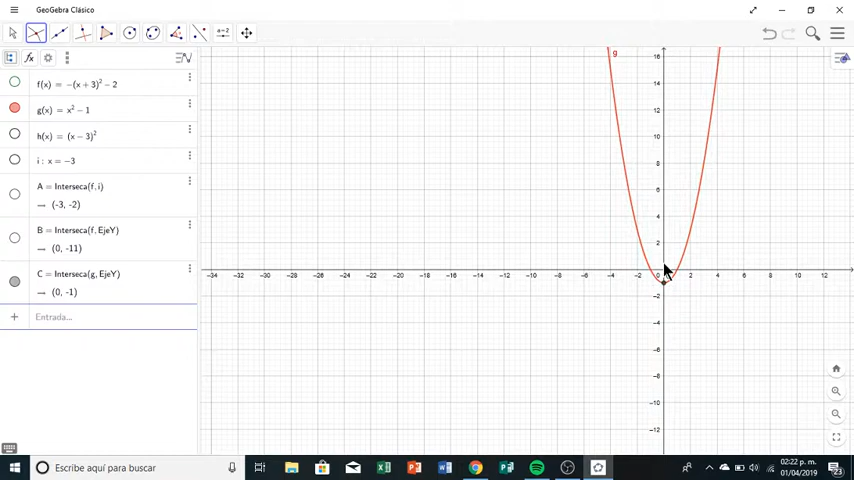 GeoGebra Clásico
a=2
f(x) = −(x + 3)² − 2
g(x) = x² − 1
h(x) = (x − 3)²
i : x = −3
A = Interseca(f, i)
→ (-3, -2)
B = Interseca(f, EjeY)
→ (0, -11)
C = Interseca(g, EjeY)
→ (0, -1)
+ Entrada…
g
16
14
12
10
8
6
4
2
−34 −32 −30 −28 −26 −24 −22 −20 −18 −16 −14 −12 −10 −8 −6 −4 −2 0 2 4 6 8 10 12
−2
−4
−6
−8
−10
−12
Escribe aquí para buscar
02:22 p. m.
01/04/2019
23